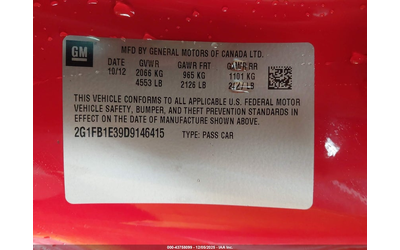 GM
MFD BY GENERAL MOTORS OF CANADA LTD.
DATE GVWR GAWR FRT GAWR RR
10/12 2066 KG 965 KG 1101 KG
4553 LB 2126 LB LB
THIS VEHICLE CONFORMS TO ALL APPLICABLE U.S. FEDERAL MOTOR
VEHICLE SAFETY, BUMPER, AND THEFT PREVENTION STANDARDS IN
EFFECT ON THE DATE OF MANUFACTURE SHOWN ABOVE.
2G1FB1E39D9146415 TYPE: PASS CAR